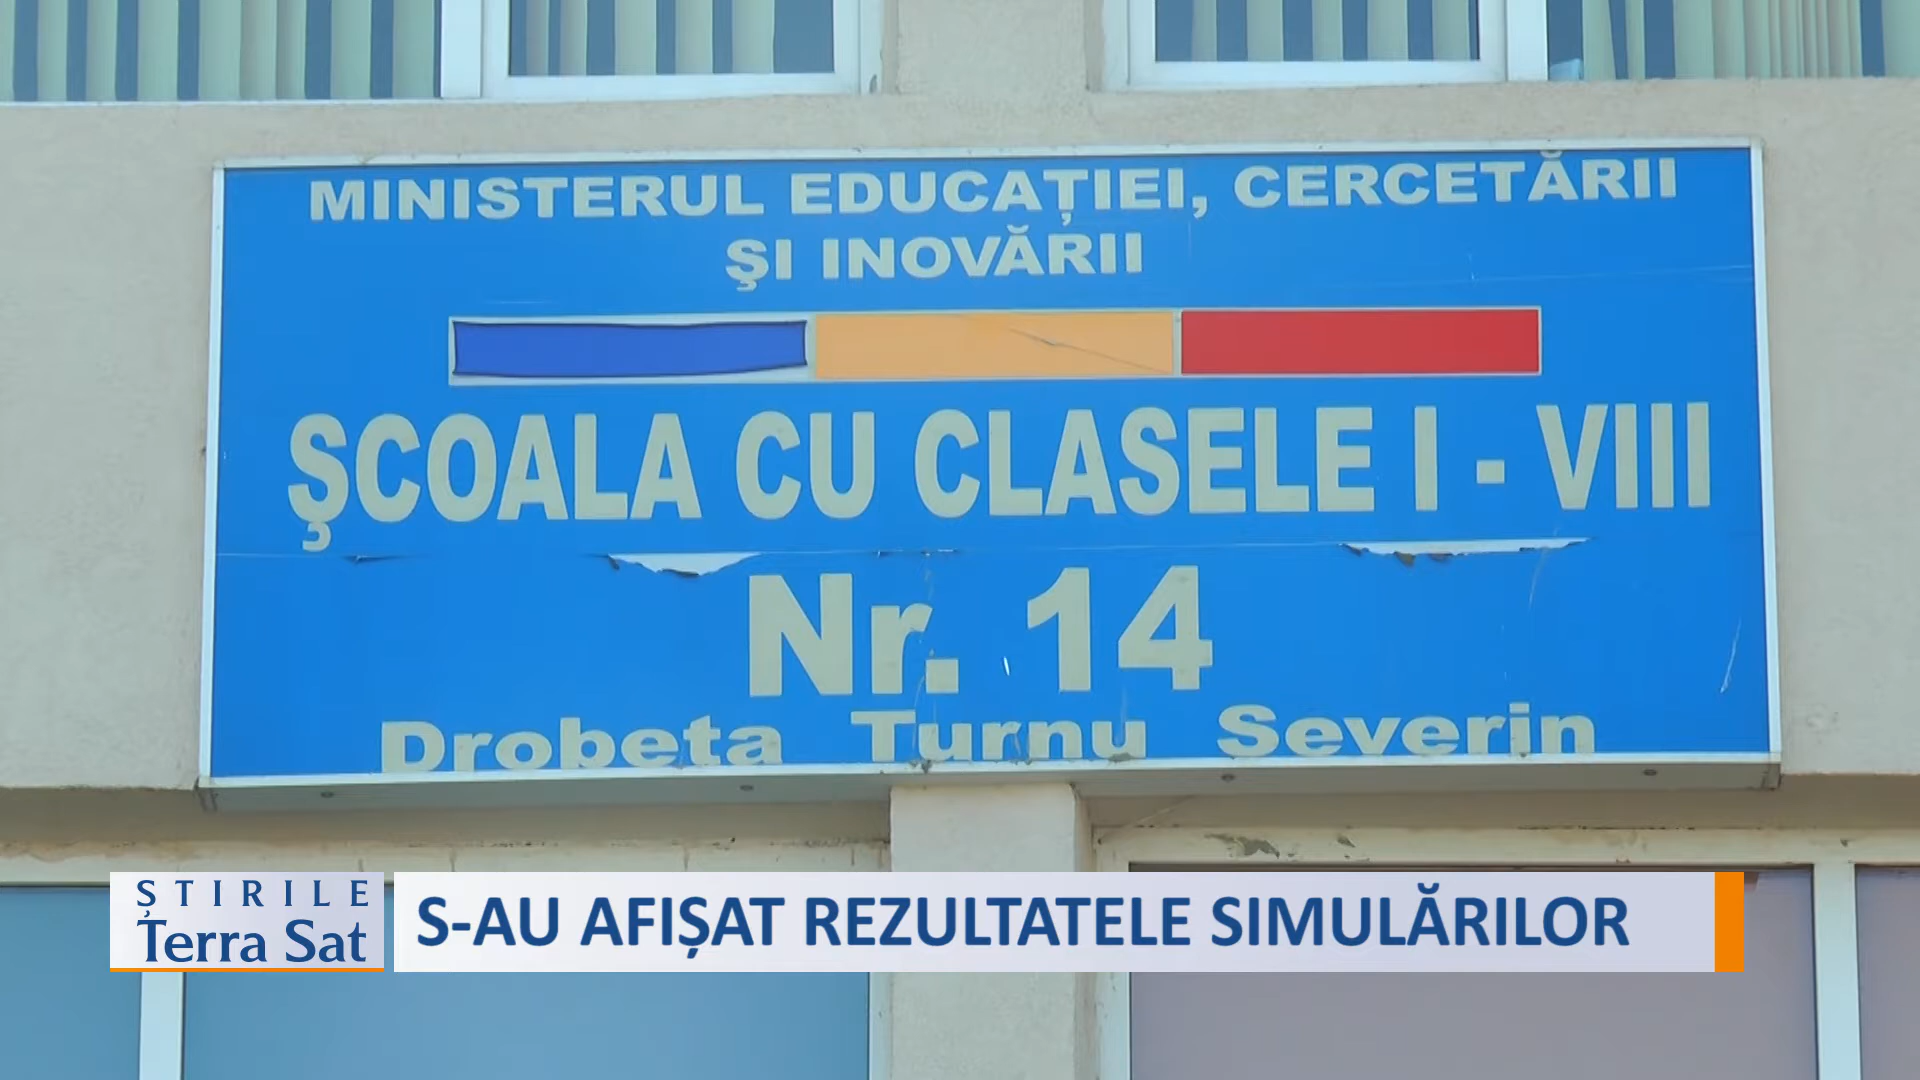 MINISTERUL EDUCAŢIEI, CERCETĂRII
ŞI INOVĂRII
ŞCOALA CU CLASELE I - VIII
Nr. 14
Drobeta Turnu Severin
ȘTIRILE
Terra Sat
S-AU AFIȘAT REZULTATELE SIMULĂRILOR